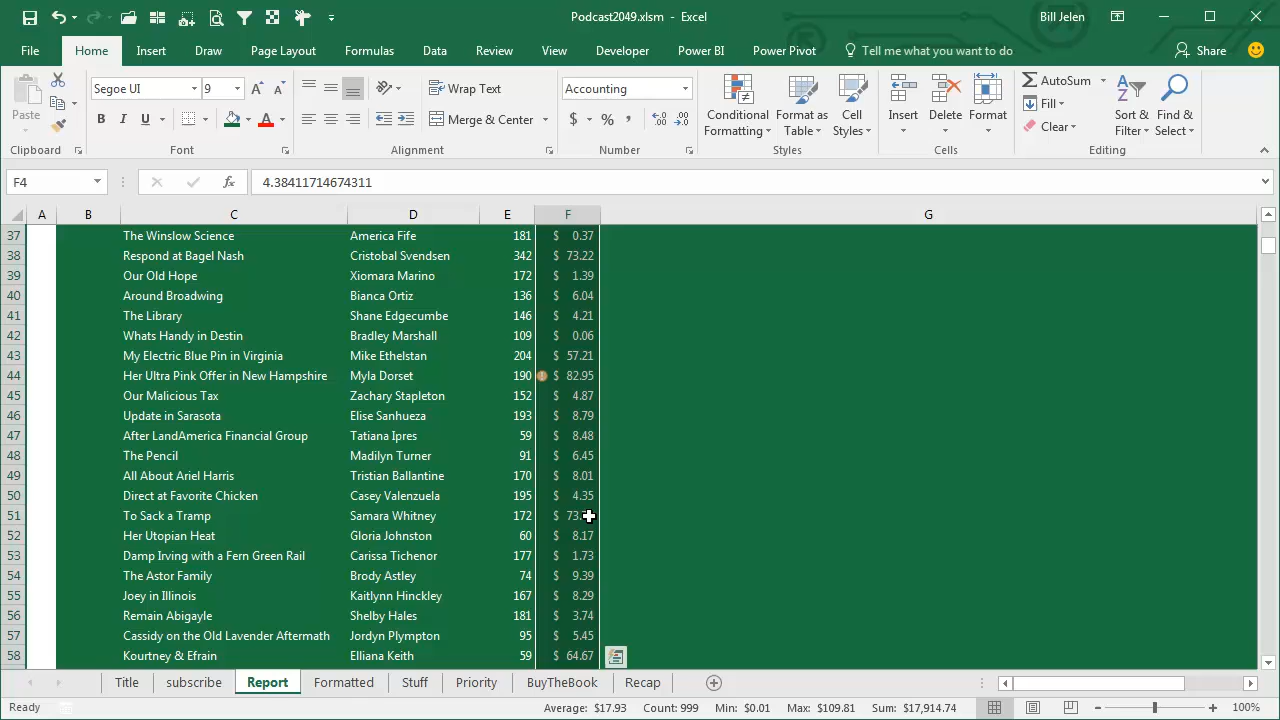 Podcast2049.xlsm - Excel
Bill Jelen
File Home Insert Draw Page Layout Formulas Data Review View Developer Power BI Power Pivot Tell me what you want to do Share
Paste
Segoe UI 9
B I U
Wrap Text
Merge & Center
Accounting
$ % ,
Conditional Formatting
Format as Table
Cell Styles
Insert Delete Format
AutoSum
Fill
Clear
Sort & Filter
Find & Select
Clipboard Font Alignment Number Styles Cells Editing
F4 fx 4.38411714674311
A B C D E F G
37 The Winslow Science America Fife 181 $ 0.37
38 Respond at Bagel Nash Cristobal Svendsen 342 $ 73.22
39 Our Old Hope Xiomara Marino 172 $ 1.39
40 Around Broadwing Bianca Ortiz 136 $ 6.04
41 The Library Shane Edgecumbe 146 $ 4.21
42 Whats Handy in Destin Bradley Marshall 109 $ 0.06
43 My Electric Blue Pin in Virginia Mike Ethelstan 204 $ 57.21
44 Her Ultra Pink Offer in New Hampshire Myla Dorset 190 $ 82.95
45 Our Malicious Tax Zachary Stapleton 152 $ 4.87
46 Update in Sarasota Elise Sanhueza 193 $ 8.79
47 After LandAmerica Financial Group Tatiana Ipres 59 $ 8.48
48 The Pencil Madilyn Turner 91 $ 6.45
49 All About Ariel Harris Tristian Ballantine 170 $ 8.01
50 Direct at Favorite Chicken Casey Valenzuela 195 $ 4.35
51 To Sack a Tramp Samara Whitney 172 $
52 Her Utopian Heat Gloria Johnston 60 $ 8.17
53 Damp Irving with a Fern Green Rail Carissa Tichenor 177 $ 1.73
54 The Astor Family Brody Astley 74 $ 9.39
55 Joey in Illinois Kaitlynn Hinckley 167 $ 8.29
56 Remain Abigayle Shelby Hales 181 $ 3.74
57 Cassidy on the Old Lavender Aftermath Jordyn Plympton 95 $ 5.45
58 Kourtney & Efrain Elliana Keith 59 $ 64.67
Title subscribe Report Formatted Stuff Priority BuyTheBook Recap
Ready Average: $17.93 Count: 999 Min: $0.01 Max: $109.81 Sum: $17,914.74 100%